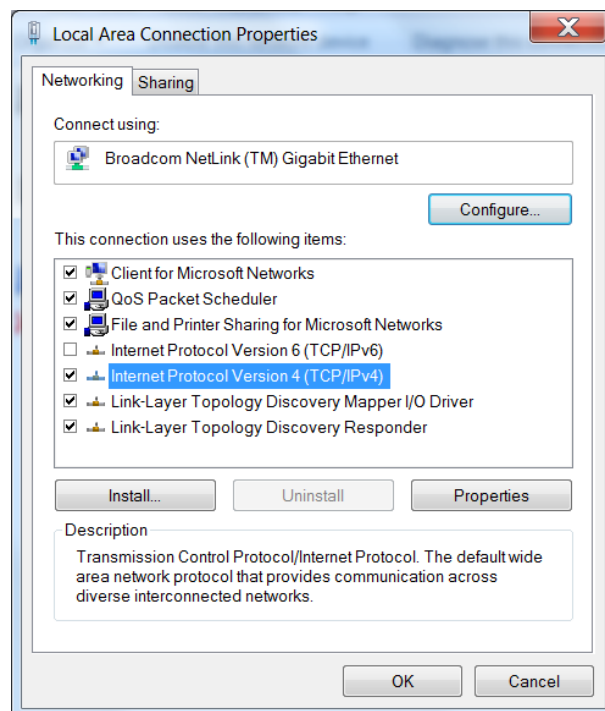 Local Area Connection Properties
Networking
Sharing
Connect using:
Broadcom NetLink (TM) Gigabit Ethernet
Configure...
This connection uses the following items:
Client for Microsoft Networks
QoS Packet Scheduler
File and Printer Sharing for Microsoft Networks
Internet Protocol Version 6 (TCP/IPv6)
Internet Protocol Version 4 (TCP/IPv4)
Link-Layer Topology Discovery Mapper I/O Driver
Link-Layer Topology Discovery Responder
Install...
Uninstall
Properties
Description
Transmission Control Protocol/Internet Protocol. The default wide
area network protocol that provides communication across
diverse interconnected networks.
OK
Cancel